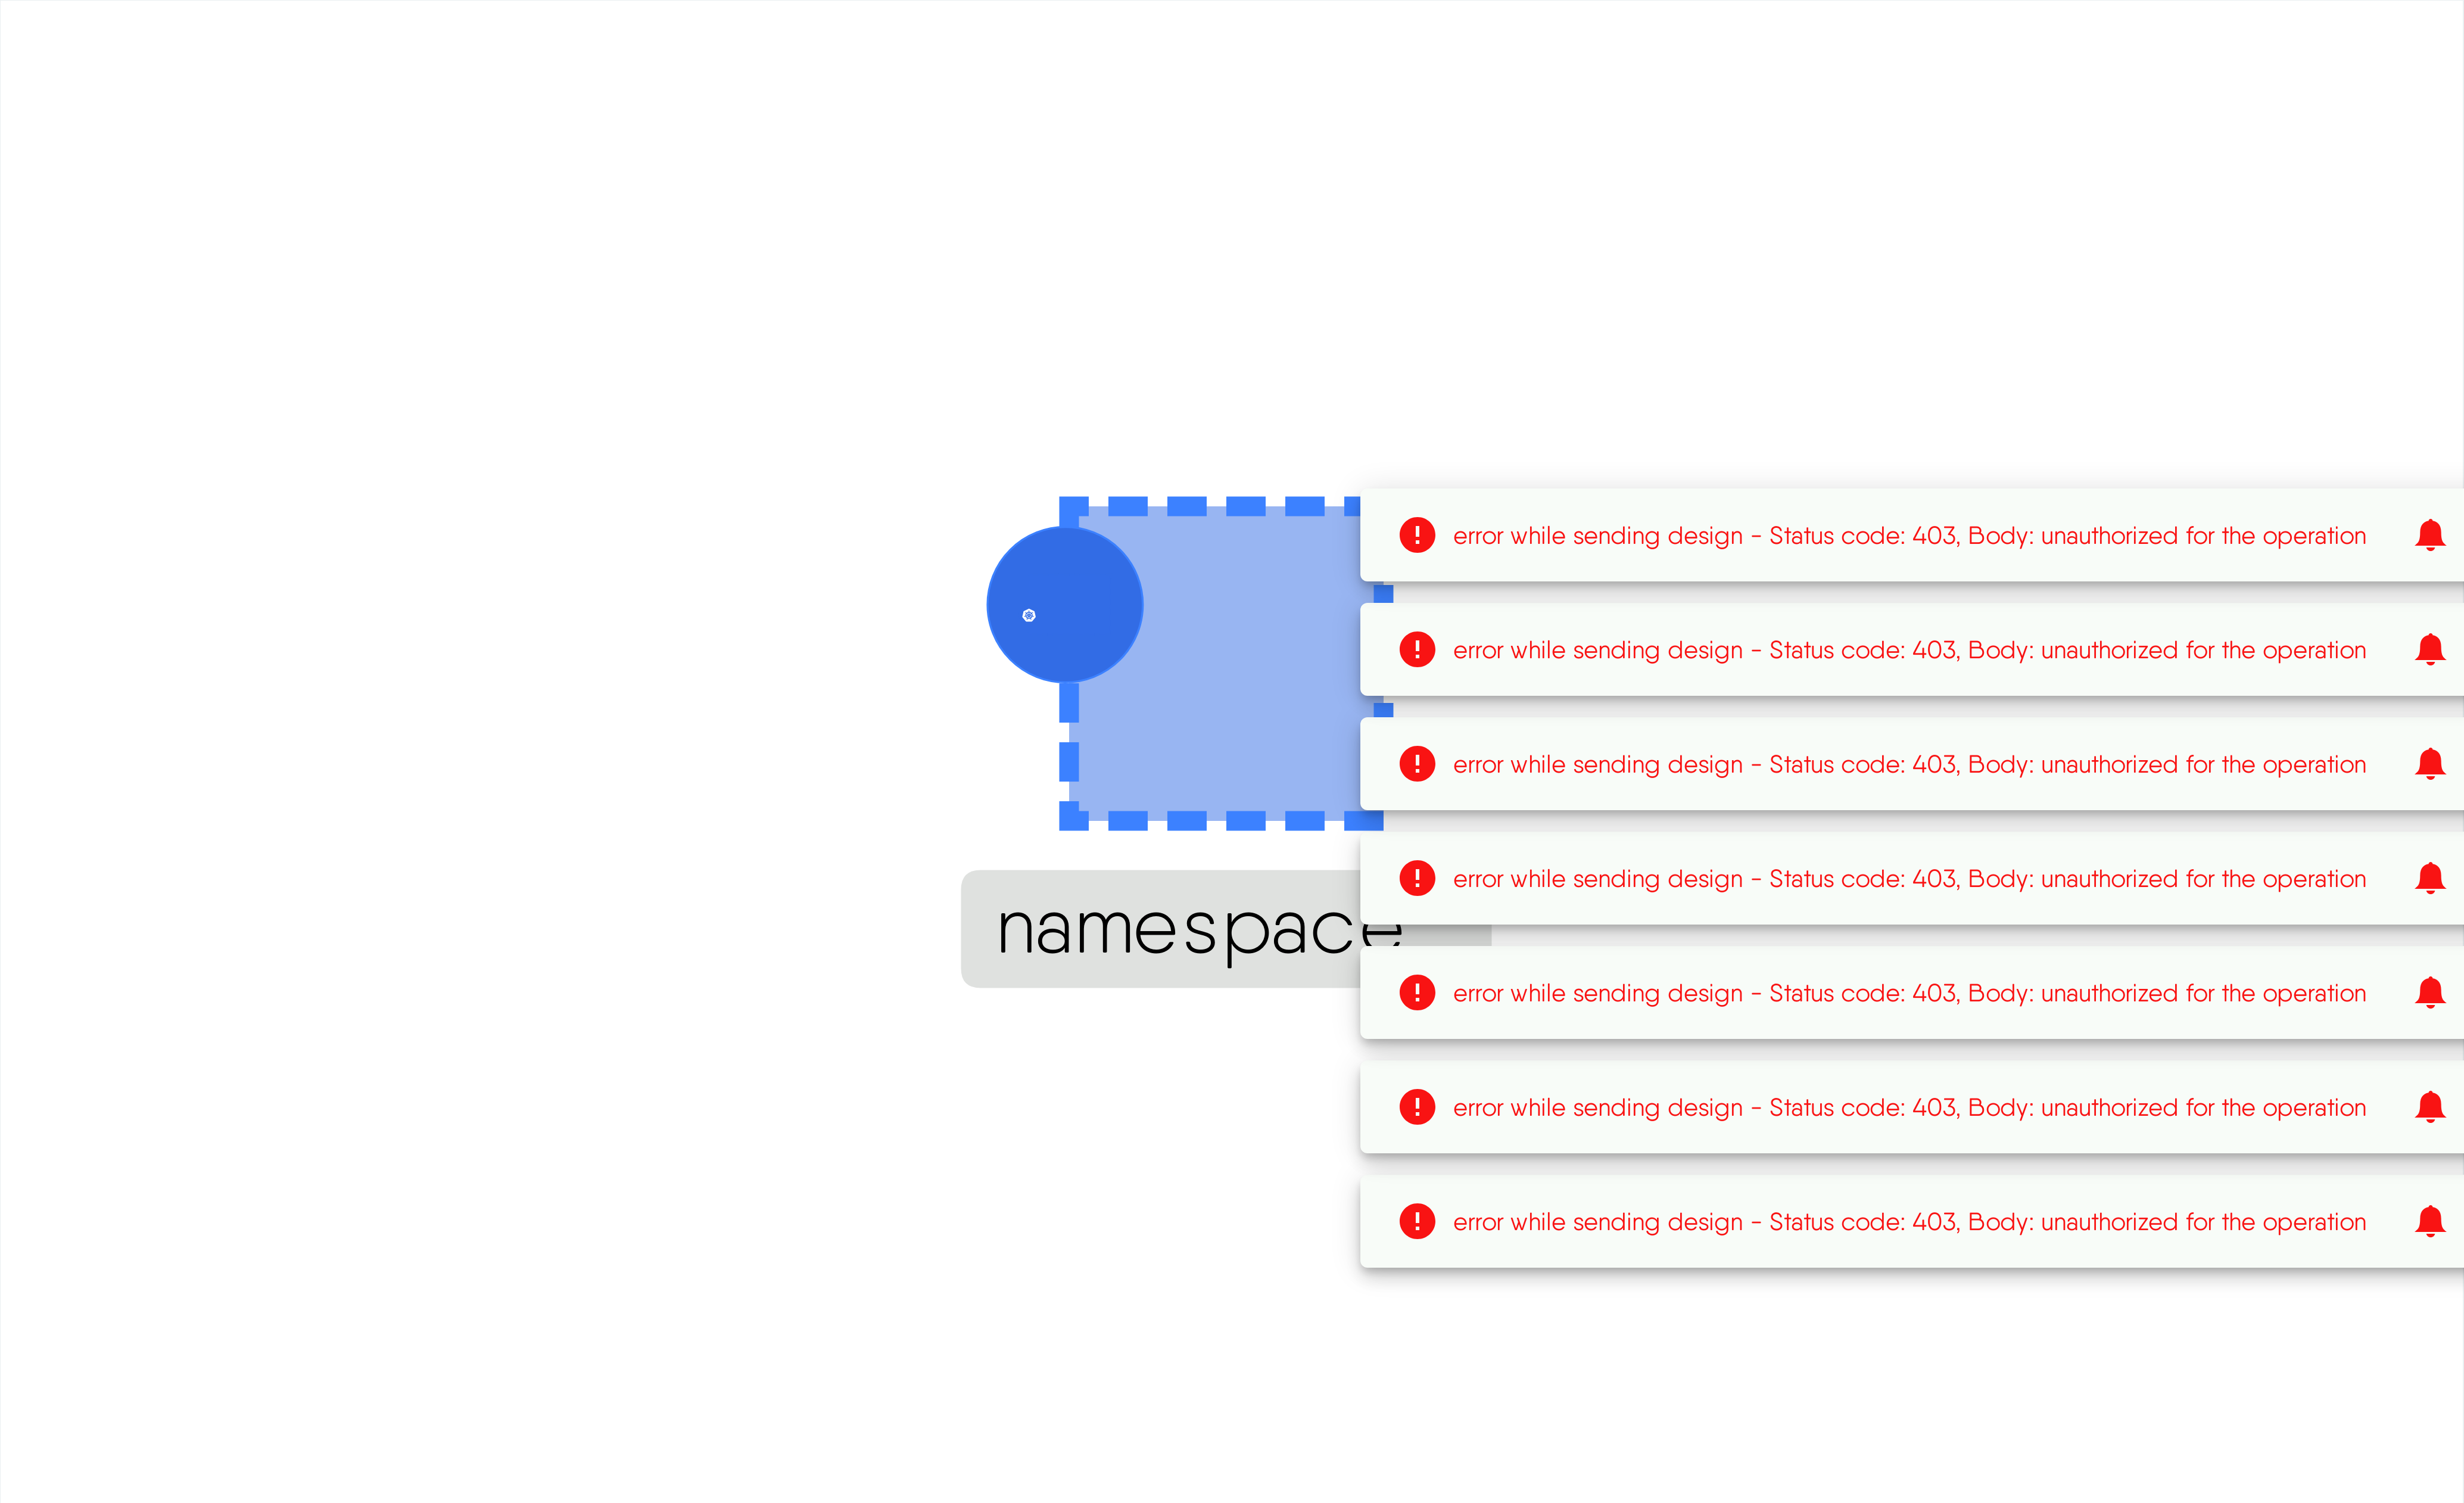 error while sending design - Status code: 403, Body: unauthorized for the operation
error while sending design - Status code: 403, Body: unauthorized for the operation
error while sending design - Status code: 403, Body: unauthorized for the operation
error while sending design - Status code: 403, Body: unauthorized for the operation
namespace
error while sending design - Status code: 403, Body: unauthorized for the operation
error while sending design - Status code: 403, Body: unauthorized for the operation
error while sending design - Status code: 403, Body: unauthorized for the operation